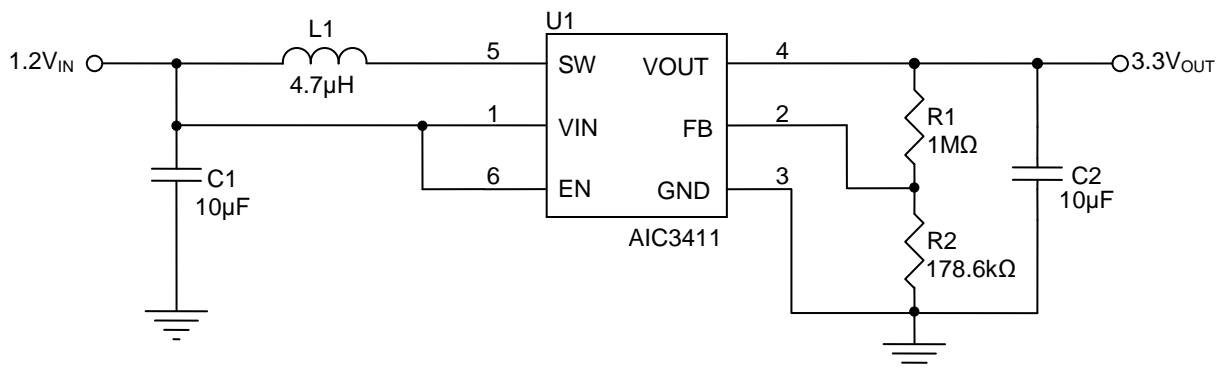 U1
L1
1.2VIN
5
SW
VOUT
4
3.3VOUT
4.7µH
1
VIN
FB
2
R1
1MΩ
C1
10µF
6
EN
GND
3
C2
10µF
AIC3411
R2
178.6kΩ